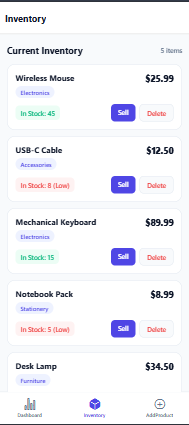 Inventory
Current Inventory
5 items
Wireless Mouse
$25.99
Electronics
In Stock: 45
Sell
Delete
USB-C Cable
$12.50
Accessories
In Stock: 8 (Low)
Sell
Delete
Mechanical Keyboard
$89.99
Electronics
In Stock: 15
Sell
Delete
Notebook Pack
$8.99
Stationery
In Stock: 5 (Low)
Sell
Delete
Desk Lamp
$34.50
Furniture
Dashboard
Inventory
AddProduct